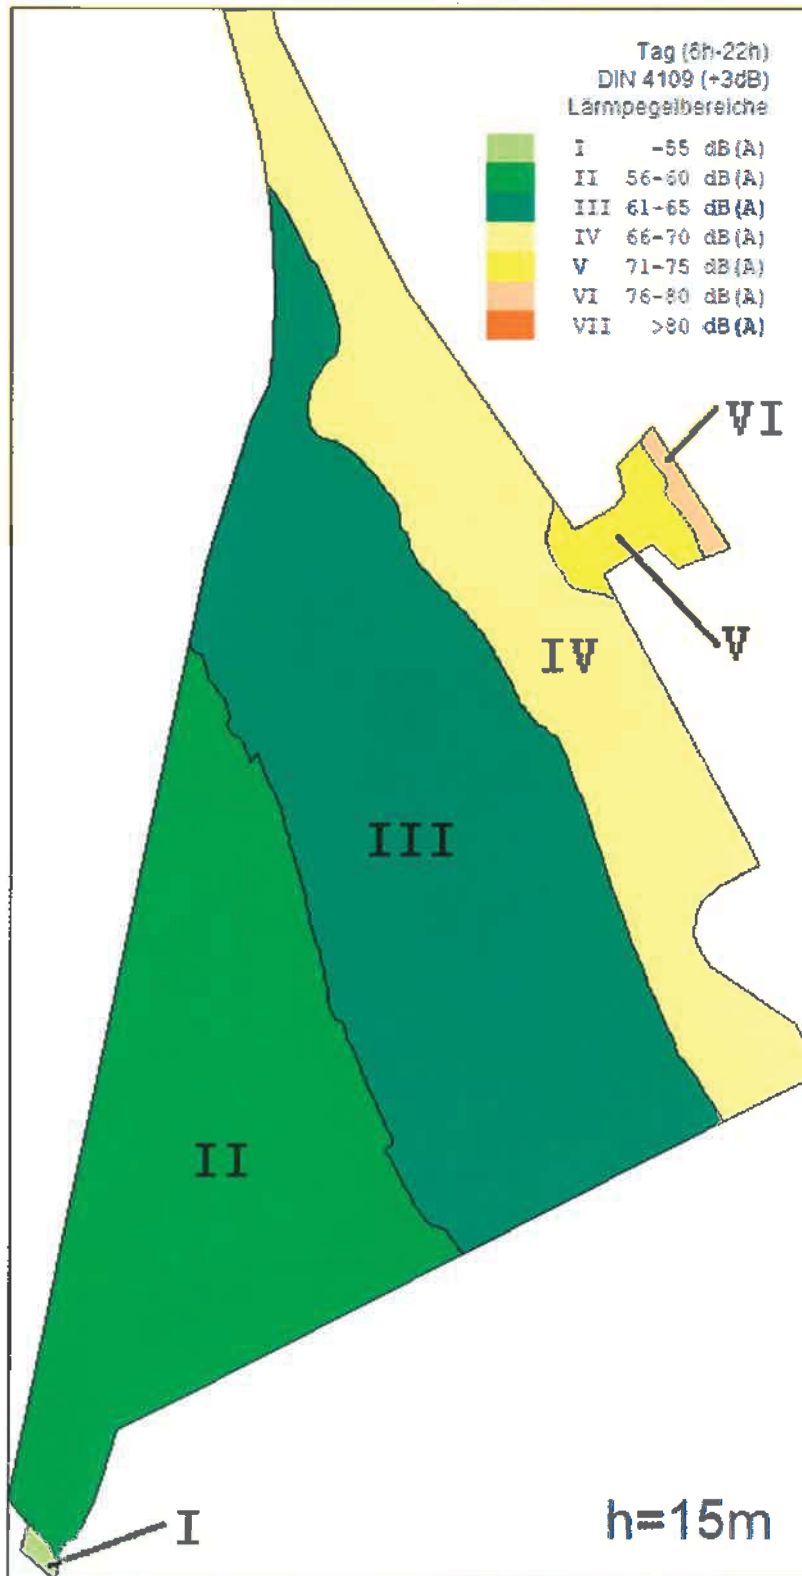 Tag (6h-22h)
DIN 4109 (+3dB)
Lärmpegelbereiche
I -55 dB(A)
II 56-60 dB(A)
III 61-65 dB(A)
IV 66-70 dB(A)
V 71-75 dB(A)
VI 76-80 dB(A)
VII >80 dB(A)
VI
V
IV
III
II
I
h=15m